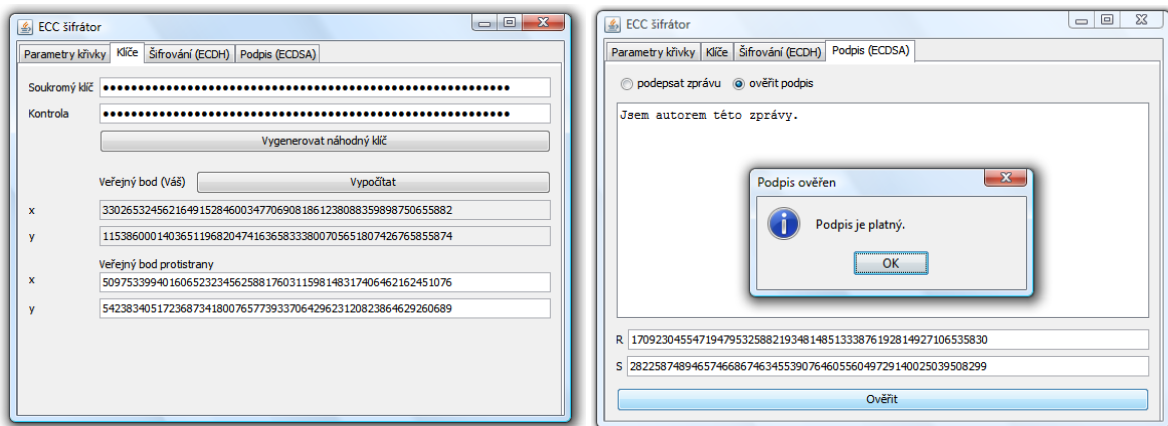 ECC šifrátor
Parametry křivky Klíče Šifrování (ECDH) Podpis (ECDSA)
Soukromý klíč
Kontrola
Vygenerovat náhodný klíč
Veřejný bod (Váš) Vypočítat
x 3302653245621649152846003477069081861238088359898750655882
y 1153860001403651196820474163658333800705651807426765855874
Veřejný bod protistrany
x 5097533994016065232345625881760311598148317406462162451076
y 5423834051723687341800765773933706429623120823864629260689
ECC šifrátor
Parametry křivky Klíče Šifrování (ECDH) Podpis (ECDSA)
podepsat zprávu ověřit podpis
Jsem autorem této zprávy.
Podpis ověřen
Podpis je platný.
OK
R 1709230455471947953258821934814851333876192814927106535830
S 2822587489465746686746345539076460556049729140025039508299
Ověřit